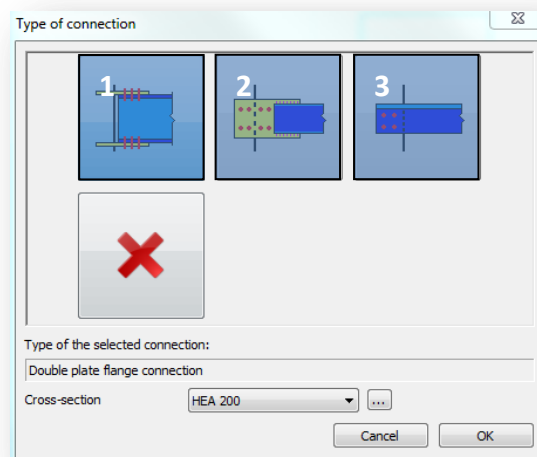 Type of connection
1 2 3
Type of the selected connection:
Double plate flange connection
Cross-section HEA 200 ...
Cancel OK